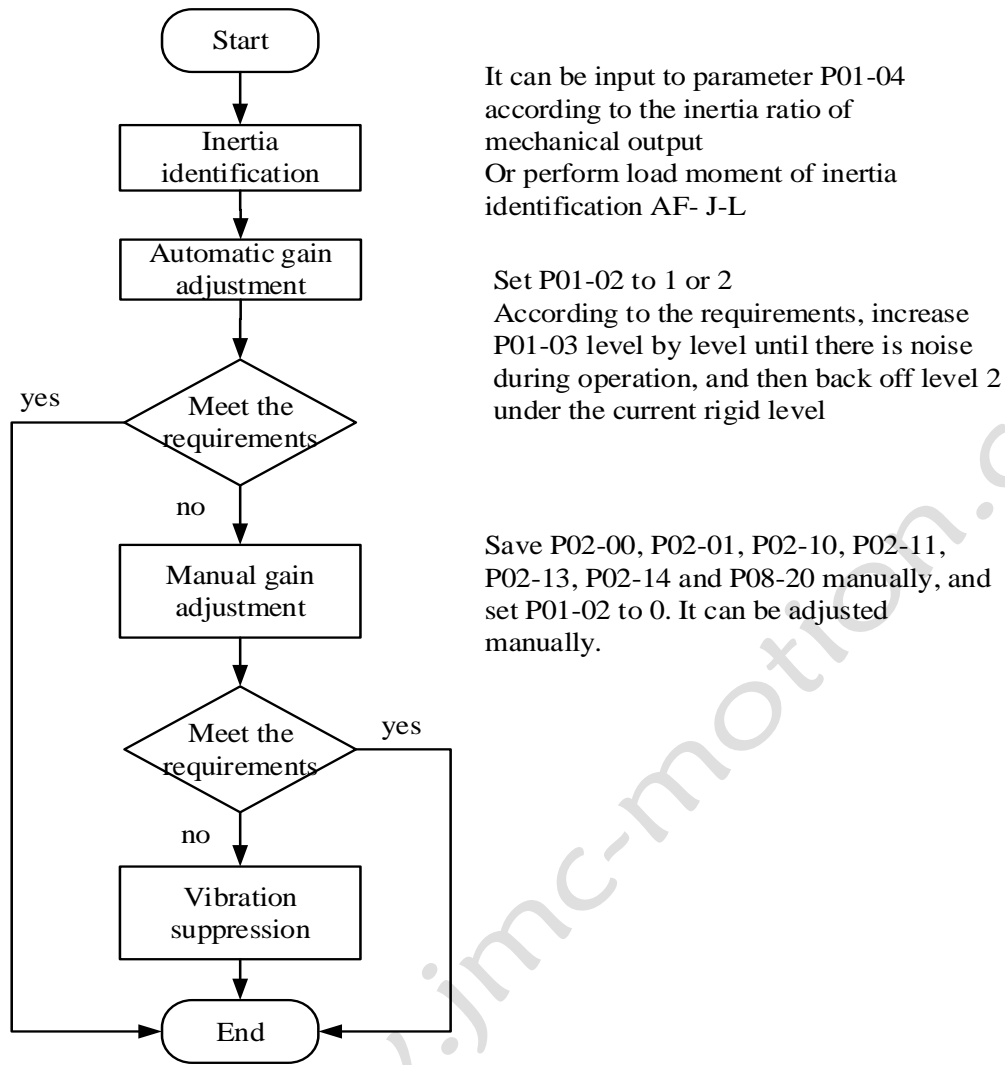 Start
It can be input to parameter P01-04
according to the inertia ratio of
mechanical output
Or perform load moment of inertia
identification AF- J-L
Inertia
identification
Automatic gain
adjustment
Set P01-02 to 1 or 2
According to the requirements, increase
P01-03 level by level until there is noise
during operation, and then back off level 2
under the current rigid level
yes
Meet the
requirements
no
Manual gain
adjustment
Save P02-00, P02-01, P02-10, P02-11,
P02-13, P02-14 and P08-20 manually, and
set P01-02 to 0. It can be adjusted
manually.
Meet the
requirements
yes
no
Vibration
suppression
End
.jmc-motion.